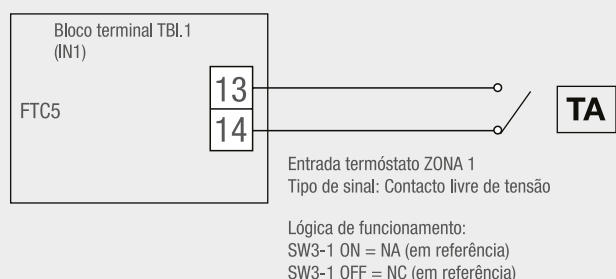 Bloco terminal TBI.1
(IN1)
FTC5
13
14
TA
Entrada termóstato ZONA 1
Tipo de sinal: Contacto livre de tensão
Lógica de funcionamento:
SW3-1 ON = NA (em referência)
SW3-1 OFF = NC (em referência)